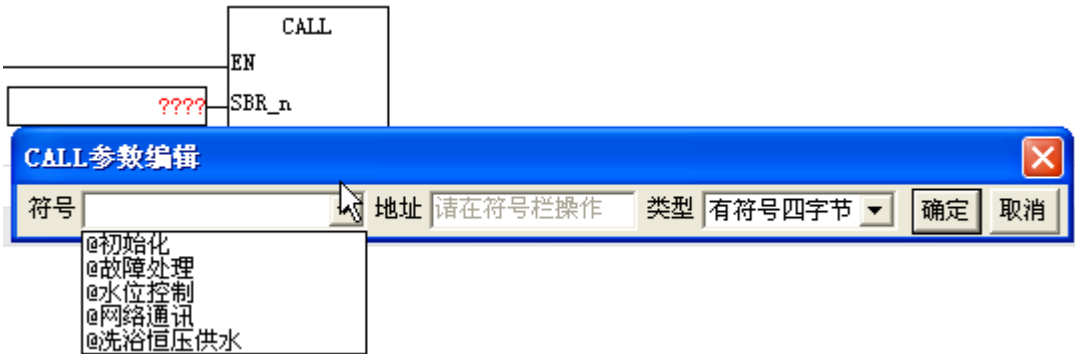 CALL
EN
???? SBR_n
CALL参数编辑
符号 地址 请在符号栏操作 类型 有符号四字节 确定 取消
@初始化
@故障处理
@水位控制
@网络通讯
@洗浴恒压供水